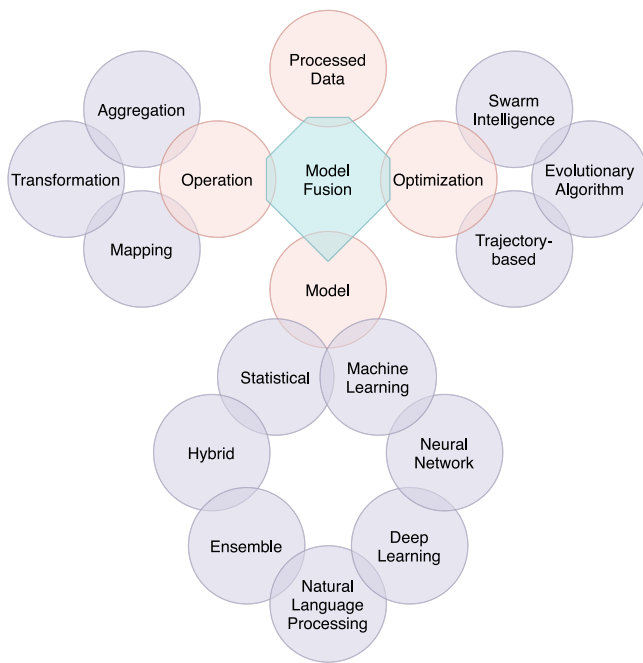 Processed
Data
Aggregation
Swarm
Intelligence
Transformation
Operation
Model
Fusion
Optimization
Evolutionary
Algorithm
Mapping
Trajectory-
based
Model
Statistical
Machine
Learning
Hybrid
Neural
Network
Ensemble
Deep
Learning
Natural
Language
Processing